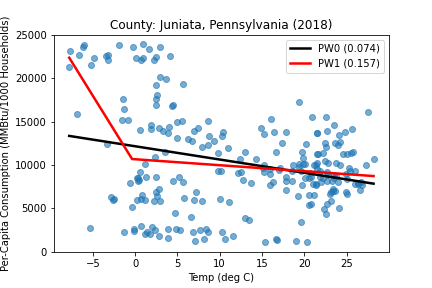 County: Juniata, Pennsylvania (2018)
25000
20000
15000
10000
5000
0
Per-Capita Consumption (MMBtu/1000 Households)
PW0 (0.074)
PW1 (0.157)
−5 0 5 10 15 20 25
Temp (deg C)